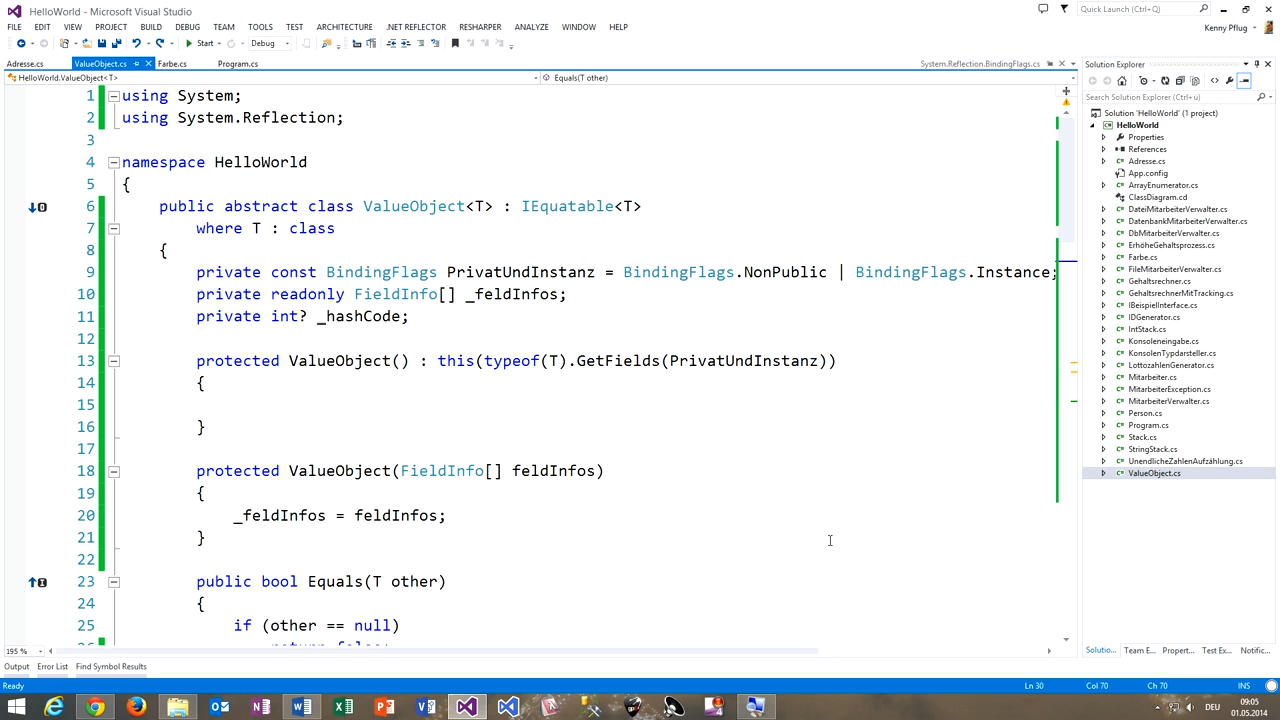 HelloWorld - Microsoft Visual Studio
Quick Launch (Ctrl+Q)
FILE EDIT VIEW PROJECT BUILD DEBUG TEAM TOOLS TEST ARCHITECTURE .NET REFLECTOR RESHARPER ANALYZE WINDOW HELP
Kenny Pflug
Start Debug
Adresse.cs ValueObject.cs Farbe.cs Program.cs System.Reflection.BindingFlags.cs
HelloWorld.ValueObject<T> Equals(T other)
1 using System;
2 using System.Reflection;
3
4 namespace HelloWorld
5 {
6 public abstract class ValueObject<T> : IEquatable<T>
7 where T : class
8 {
9 private const BindingFlags PrivatUndInstanz = BindingFlags.NonPublic | BindingFlags.Instance;
10 private readonly FieldInfo[] _feldInfos;
11 private int? _hashCode;
12
13 protected ValueObject() : this(typeof(T).GetFields(PrivatUndInstanz))
14 {
15
16 }
17
18 protected ValueObject(FieldInfo[] feldInfos)
19 {
20 _feldInfos = feldInfos;
21 }
22
23 public bool Equals(T other)
24 {
25 if (other == null)
26 return false;
195 %
Solution Explorer
Search Solution Explorer (Ctrl+ü)
Solution 'HelloWorld' (1 project)
HelloWorld
Properties
References
Adresse.cs
App.config
ArrayEnumerator.cs
ClassDiagram.cd
DateiMitarbeiterVerwalter.cs
DatenbankMitarbeiterVerwalter.cs
DbMitarbeiterVerwalter.cs
ErhöheGehaltsprozess.cs
Farbe.cs
FileMitarbeiterVerwalter.cs
Gehaltsrechner.cs
GehaltsrechnerMitTracking.cs
IBeispielInterface.cs
IDGenerator.cs
IntStack.cs
Konsoleneingabe.cs
KonsolenTypdarsteller.cs
LottozahlenGenerator.cs
Mitarbeiter.cs
MitarbeiterException.cs
MitarbeiterVerwalter.cs
Person.cs
Program.cs
Stack.cs
StringStack.cs
UnendlicheZahlenAufzählung.cs
ValueObject.cs
Solutio... Team E... Propert... Test Ex... Notific...
Output Error List Find Symbol Results
Ready Ln 30 Col 70 Ch 70 INS
DEU 09:05
01.05.2014